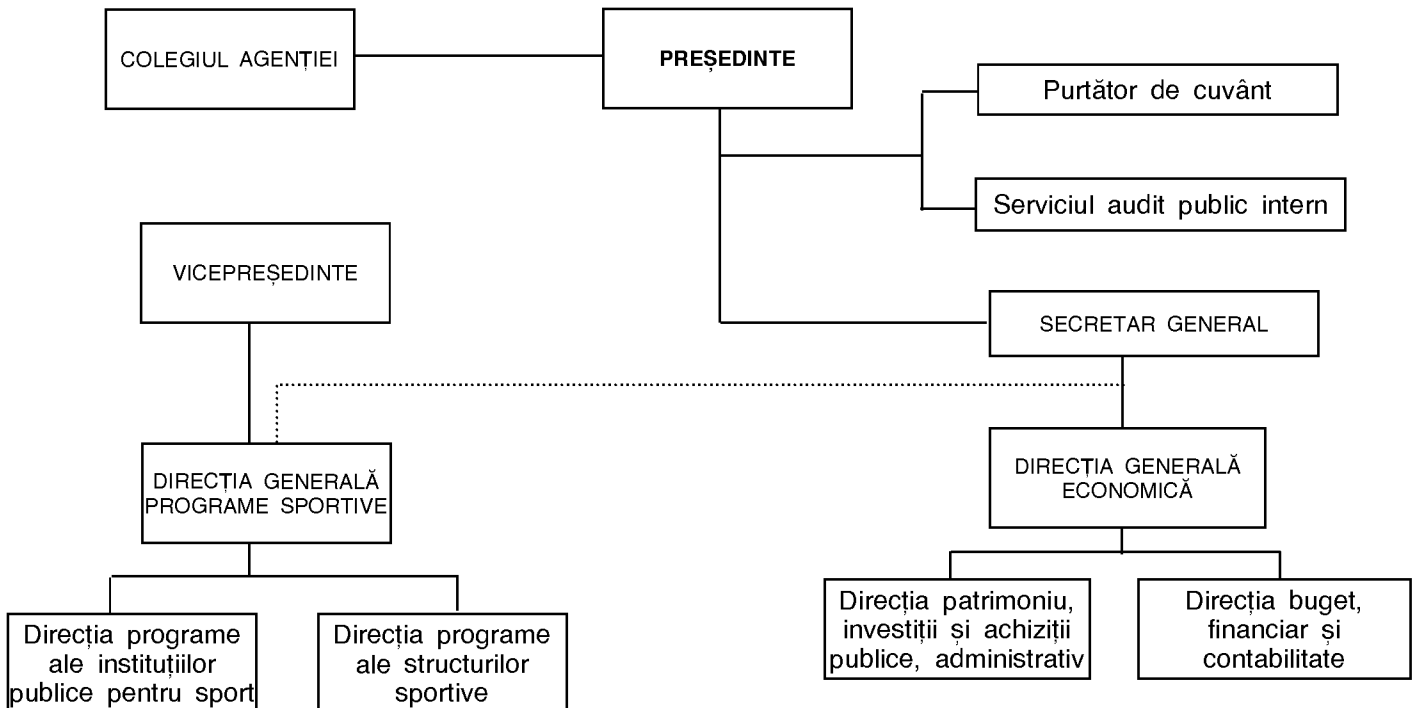 COLEGIUL AGENȚIEI
PREȘEDINTE
Purtător de cuvânt
Serviciul audit public intern
VICEPREȘEDINTE
SECRETAR GENERAL
DIRECȚIA GENERALĂ
PROGRAME SPORTIVE
DIRECȚIA GENERALĂ
ECONOMICĂ
Direcția programe
ale instituțiilor
publice pentru sport
Direcția programe
ale structurilor
sportive
Direcția patrimoniu,
investiții și achiziții
publice, administrativ
Direcția buget,
financiar și
contabilitate